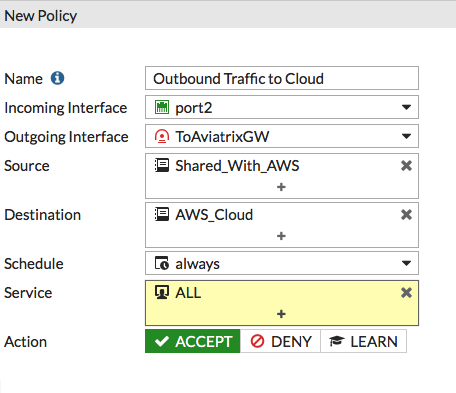 New Policy
Name Outbound Traffic to Cloud
Incoming Interface port2
Outgoing Interface ToAviatrixGW
Source Shared_With_AWS
+
Destination AWS_Cloud
+
Schedule always
Service ALL
+
Action ACCEPT DENY LEARN